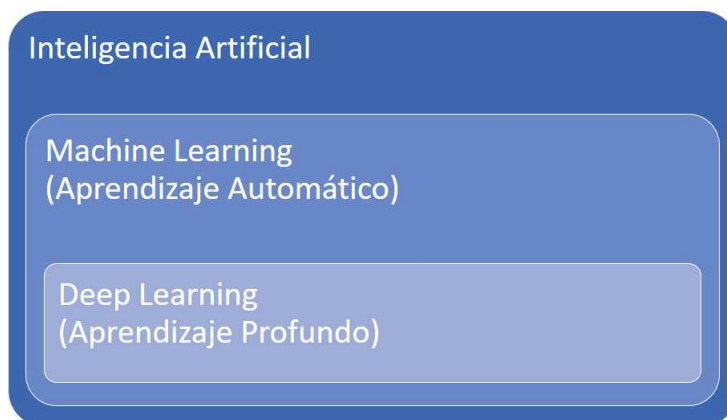 Inteligencia Artificial
Machine Learning
(Aprendizaje Automático)
Deep Learning
(Aprendizaje Profundo)